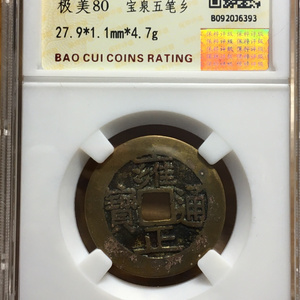 极美80 宝泉五笔乡
27.9*1.1mm*4.7g
B0920J6393
BAO CUI COINS RATING
雍
寶 通
正